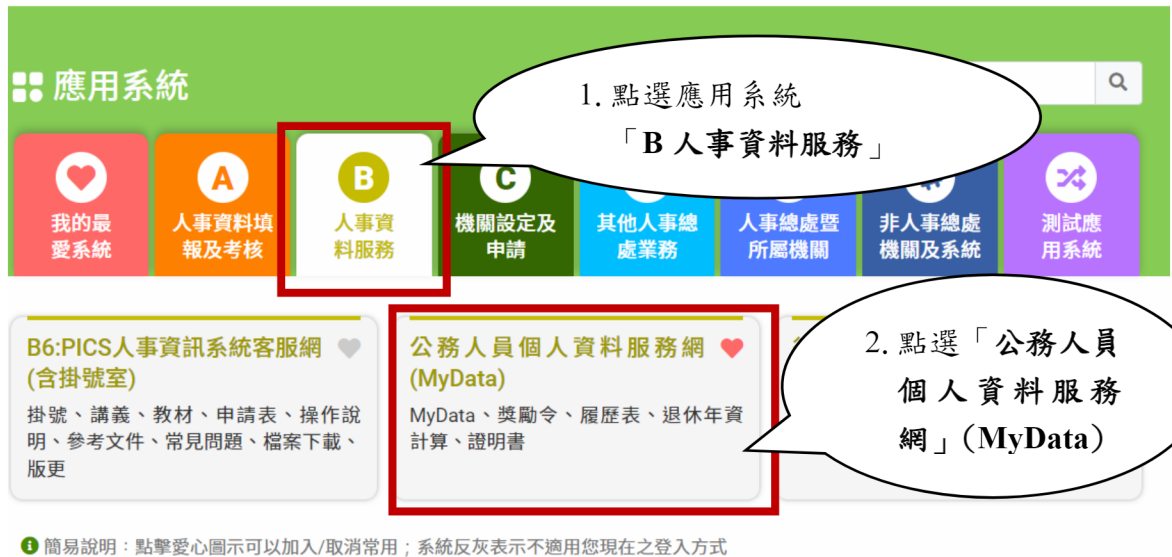 應用系統
1. 點選應用系統
「B 人事資料服務」
我的最
愛系統
A
人事資料填
報及考核
B
人事資
料服務
C
機關設定及
申請
其他人事總
處業務
人事總處暨
所屬機關
非人事總處
機關及系統
測試應
用系統
B6:PICS人事資訊系統客服網
(含掛號室)
掛號、講義、教材、申請表、操作說
明、參考文件、常見問題、檔案下載、
版更
公務人員個人資料服務網
(MyData)
MyData、獎勵令、履歷表、退休年資
計算、證明書
2. 點選「公務人員
個人資料服務
網」(MyData)
簡易說明：點擊愛心圖示可以加入/取消常用；系統反灰表示不適用您現在之登入方式